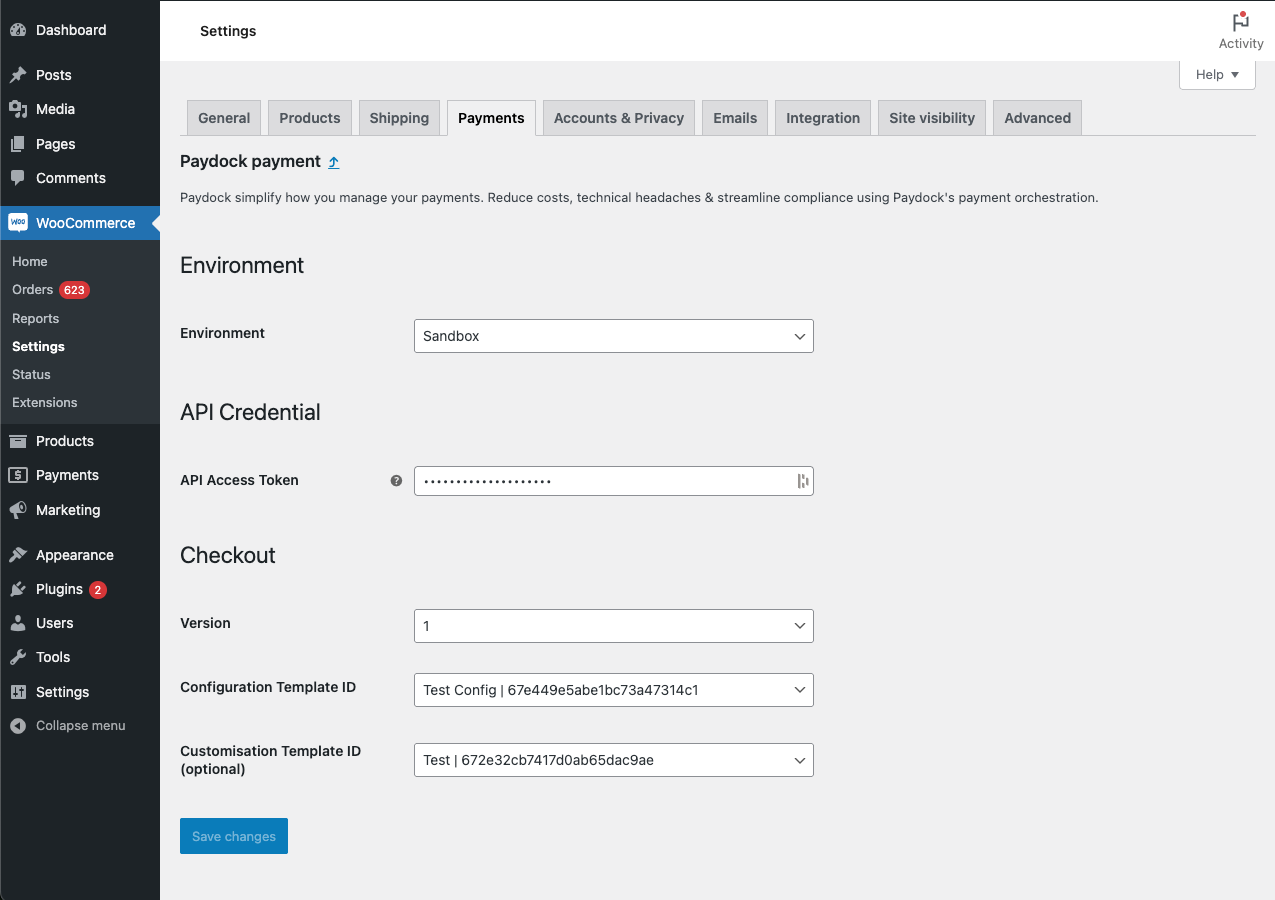 Dashboard
Posts
Media
Pages
Comments
Woo WooCommerce
Home
Orders 623
Reports
Settings
Status
Extensions
Products
Payments
Marketing
Appearance
Plugins 2
Users
Tools
Settings
Collapse menu
Settings
Activity
Help ▼
General Products Shipping Payments Accounts & Privacy Emails Integration Site visibility Advanced
Paydock payment
Paydock simplify how you manage your payments. Reduce costs, technical headaches & streamline compliance using Paydock's payment orchestration.
Environment
Environment Sandbox
API Credential
API Access Token ? ••••••••••••••••••••
Checkout
Version 1
Configuration Template ID Test Config | 67e449e5abe1bc73a47314c1
Customisation Template ID
(optional) Test | 672e32cb7417d0ab65dac9ae
Save changes